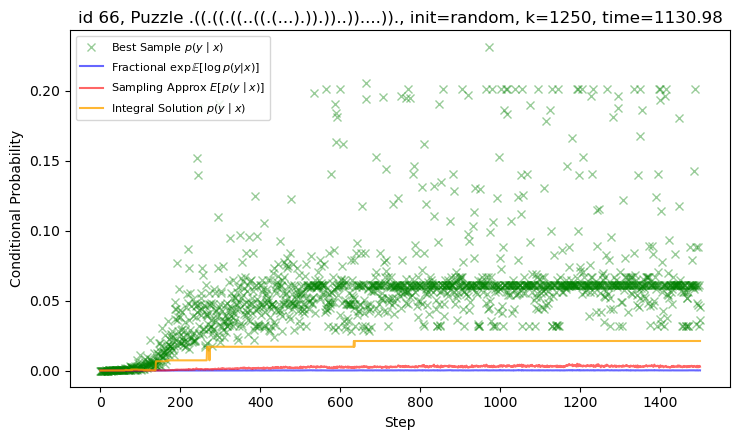 id 66, Puzzle .((.((.((..((.(...).)).))..))....))., init=random, k=1250, time=1130.98
Best Sample p(y | x)
Fractional exp𝔼[log p(y|x)]
Sampling Approx E[p(y | x)]
Integral Solution p(y | x)
Conditional Probability
0.20
0.15
0.10
0.05
0.00
0 200 400 600 800 1000 1200 1400
Step